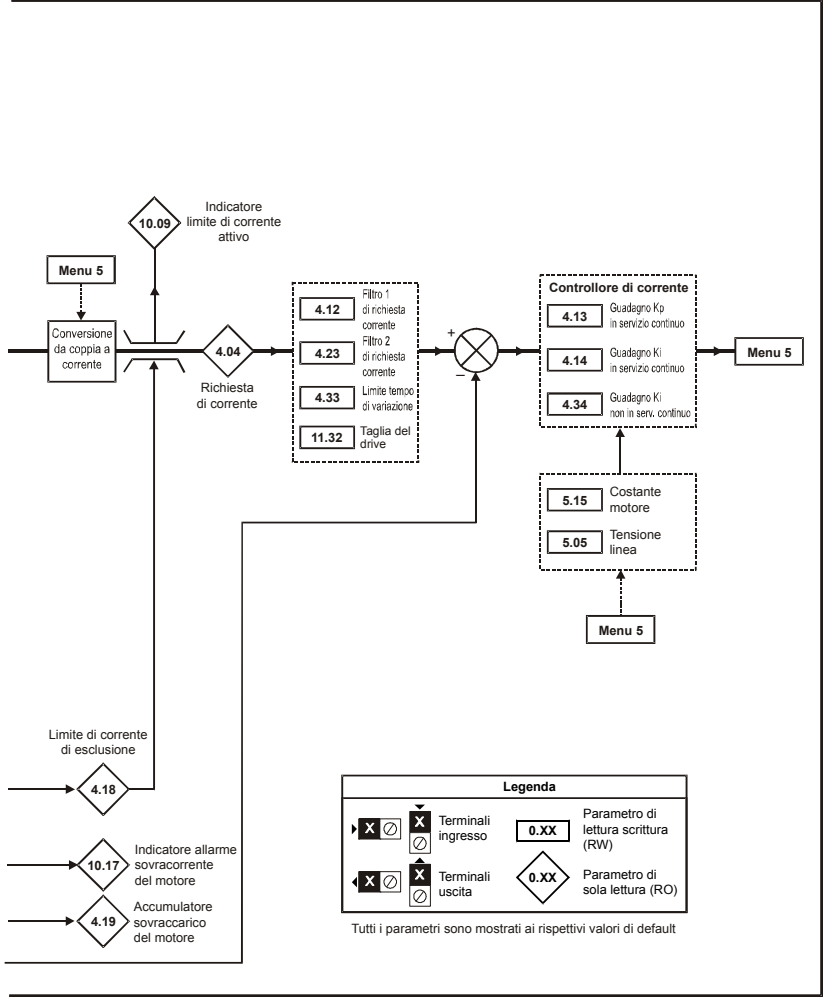 10.09
Indicatore
limite di corrente
attivo
Menu 5
Conversione
da coppia a
corrente
4.04
Richiesta
di corrente
4.12
Filtro 1
di richiesta
corrente
4.23
Filtro 2
di richiesta
corrente
4.33
Limite tempo
di variazione
11.32
Taglia del
drive
+
–
Controllore di corrente
4.13
Guadagno Kp
in servizio continuo
4.14
Guadagno Ki
in servizio continuo
4.34
Guadagno Ki
non in serv. continuo
Menu 5
5.15
Costante
motore
5.05
Tensione
linea
Menu 5
Limite di corrente
di esclusione
4.18
10.17
Indicatore allarme
sovracorrente
del motore
4.19
Accumulatore
sovraccarico
del motore
Legenda
X
X
Terminali
ingresso
0.XX
Parametro di
lettura scrittura
(RW)
X
X
Terminali
uscita
0.XX
Parametro di
sola lettura (RO)
Tutti i parametri sono mostrati ai rispettivi valori di default